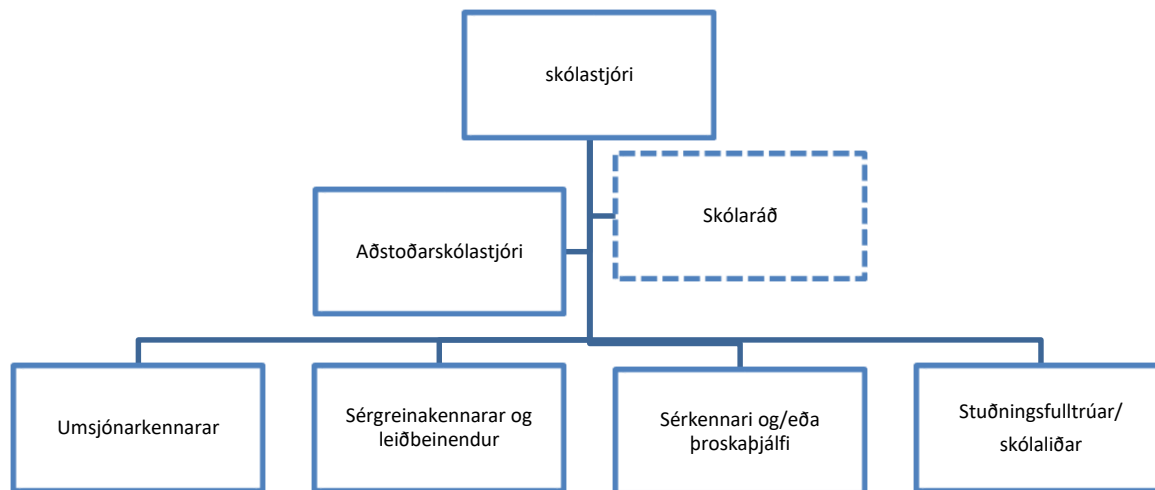 skólastjóri
Skólaráð
Aðstoðarskólastjóri
Umsjónarkennarar
Sérgreinakennarar og
leiðbeinendur
Sérkennari og/eða
þroskaþjálfi
Stuðningsfulltrúar/
skólaliðar